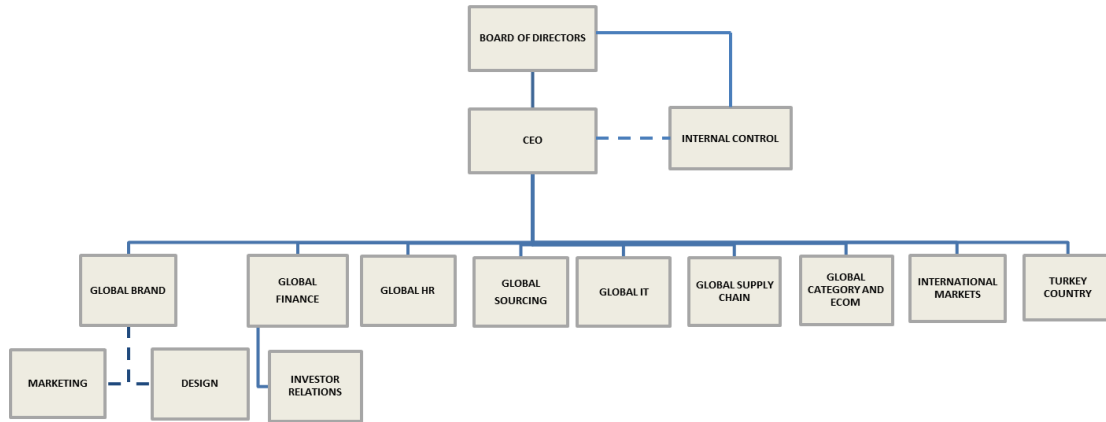 BOARD OF DIRECTORS
CEO
INTERNAL CONTROL
GLOBAL BRAND
GLOBAL
FINANCE
GLOBAL HR
GLOBAL
SOURCING
GLOBAL IT
GLOBAL SUPPLY
CHAIN
GLOBAL
CATEGORY AND
ECOM
INTERNATIONAL
MARKETS
TURKEY
COUNTRY
MARKETING
DESIGN
INVESTOR
RELATIONS